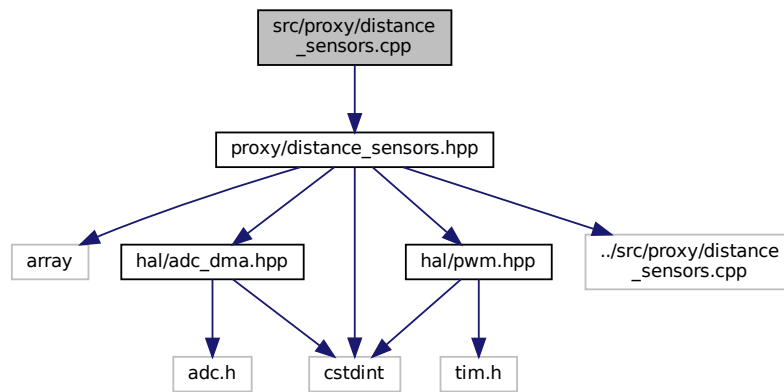 src/proxy/distance
_sensors.cpp
proxy/distance_sensors.hpp
array
hal/adc_dma.hpp
hal/pwm.hpp
../src/proxy/distance
_sensors.cpp
adc.h
cstdint
tim.h